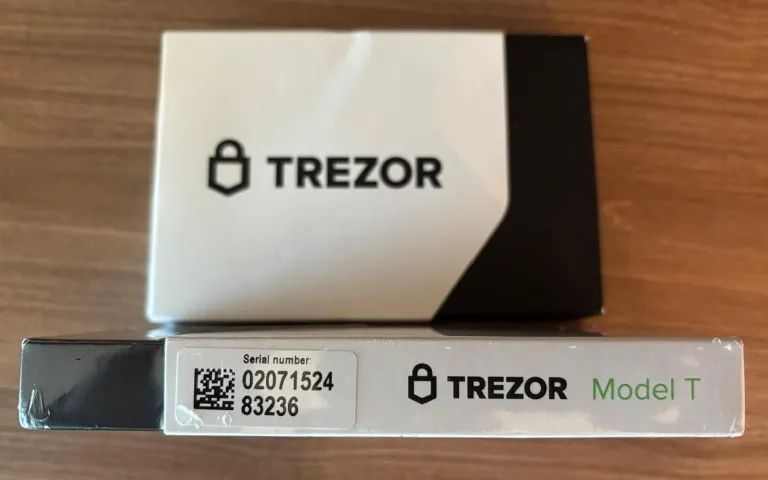 TREZOR
Serial number:
02071524
83236
TREZOR Model T